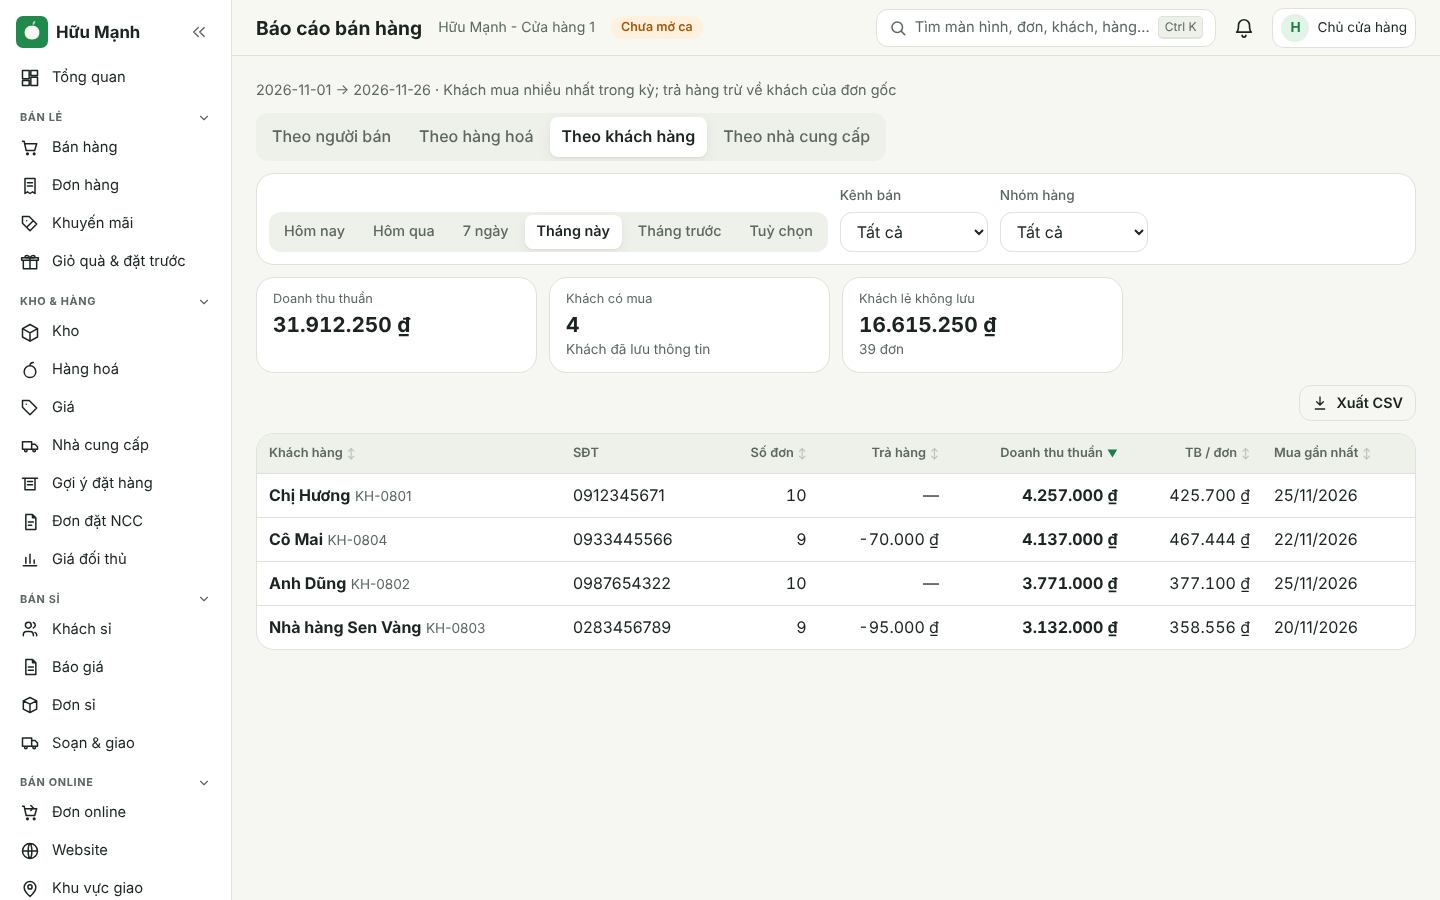 Hữu Mạnh
Tổng quan
BÁN LẺ
Bán hàng
Đơn hàng
Khuyến mãi
Giỏ quà & đặt trước
KHO & HÀNG
Kho
Hàng hoá
Giá
Nhà cung cấp
Gợi ý đặt hàng
Đơn đặt NCC
Giá đối thủ
BÁN SỈ
Khách sỉ
Báo giá
Đơn sỉ
Soạn & giao
BÁN ONLINE
Đơn online
Website
Khu vực giao
Báo cáo bán hàng Hữu Mạnh - Cửa hàng 1 Chưa mở ca Tìm màn hình, đơn, khách, hàng... Ctrl K H Chủ cửa hàng
2026-11-01 → 2026-11-26 · Khách mua nhiều nhất trong kỳ; trả hàng trừ về khách của đơn gốc
Theo người bán Theo hàng hoá Theo khách hàng Theo nhà cung cấp
Kênh bán Nhóm hàng
Hôm nay Hôm qua 7 ngày Tháng này Tháng trước Tuỳ chọn Tất cả Tất cả
Doanh thu thuần
31.912.250 ₫
Khách có mua
4
Khách đã lưu thông tin
Khách lẻ không lưu
16.615.250 ₫
39 đơn
Xuất CSV
Khách hàng SĐT Số đơn Trả hàng Doanh thu thuần TB / đơn Mua gần nhất
Chị Hương KH-0801 0912345671 10 — 4.257.000 ₫ 425.700 ₫ 25/11/2026
Cô Mai KH-0804 0933445566 9 -70.000 ₫ 4.137.000 ₫ 467.444 ₫ 22/11/2026
Anh Dũng KH-0802 0987654322 10 — 3.771.000 ₫ 377.100 ₫ 25/11/2026
Nhà hàng Sen Vàng KH-0803 0283456789 9 -95.000 ₫ 3.132.000 ₫ 358.556 ₫ 20/11/2026